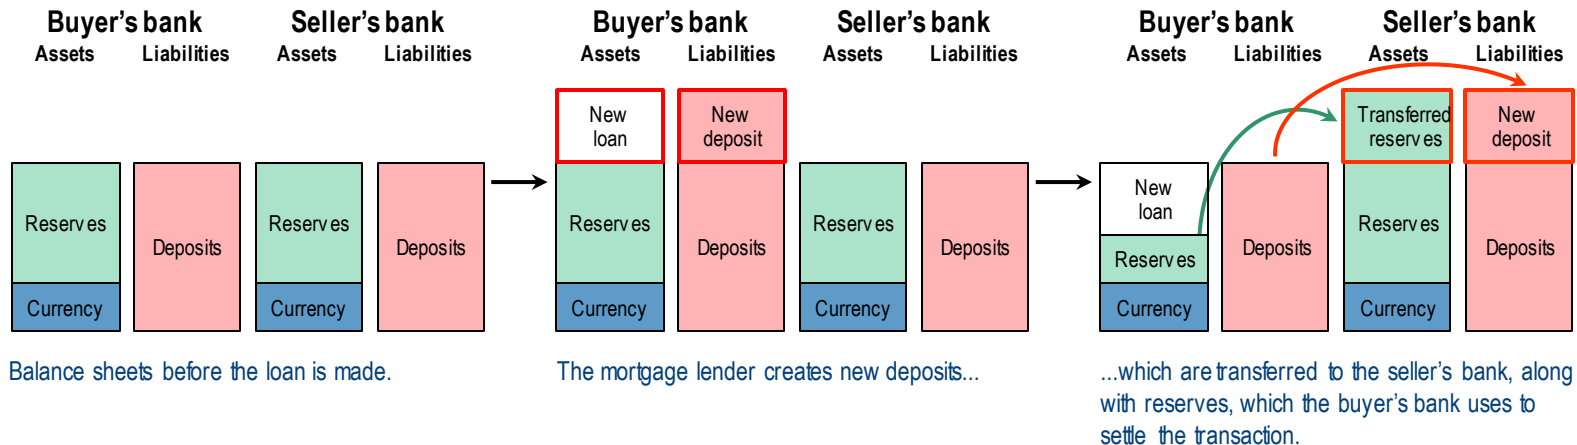 Buyer's bank Seller's bank
Assets Liabilities Assets Liabilities
Reserves
Deposits
Currency
Reserves
Deposits
Currency
Balance sheets before the loan is made.
Buyer's bank Seller's bank
Assets Liabilities Assets Liabilities
New
loan
New
deposit
Reserves
Deposits
Currency
Reserves
Deposits
Currency
The mortgage lender creates new deposits...
Buyer's bank Seller's bank
Assets Liabilities Assets Liabilities
New
loan
Reserves
Currency
Deposits
Transferred
reserves
Reserves
Currency
New
deposit
Deposits
...which are transferred to the seller's bank, along
with reserves, which the buyer's bank uses to
settle the transaction.